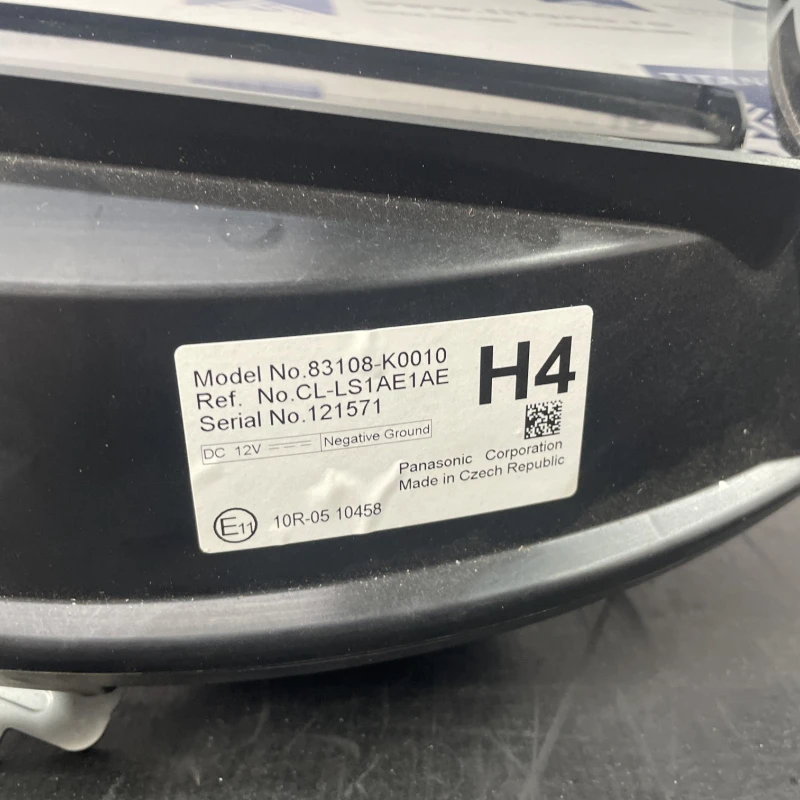 TITAN
Model No.83108-K0010
Ref. No.CL-LS1AE1AE
Serial No.121571
H4
DC 12V
Negative Ground
Panasonic Corporation
Made in Czech Republic
E11
10R-05 10458